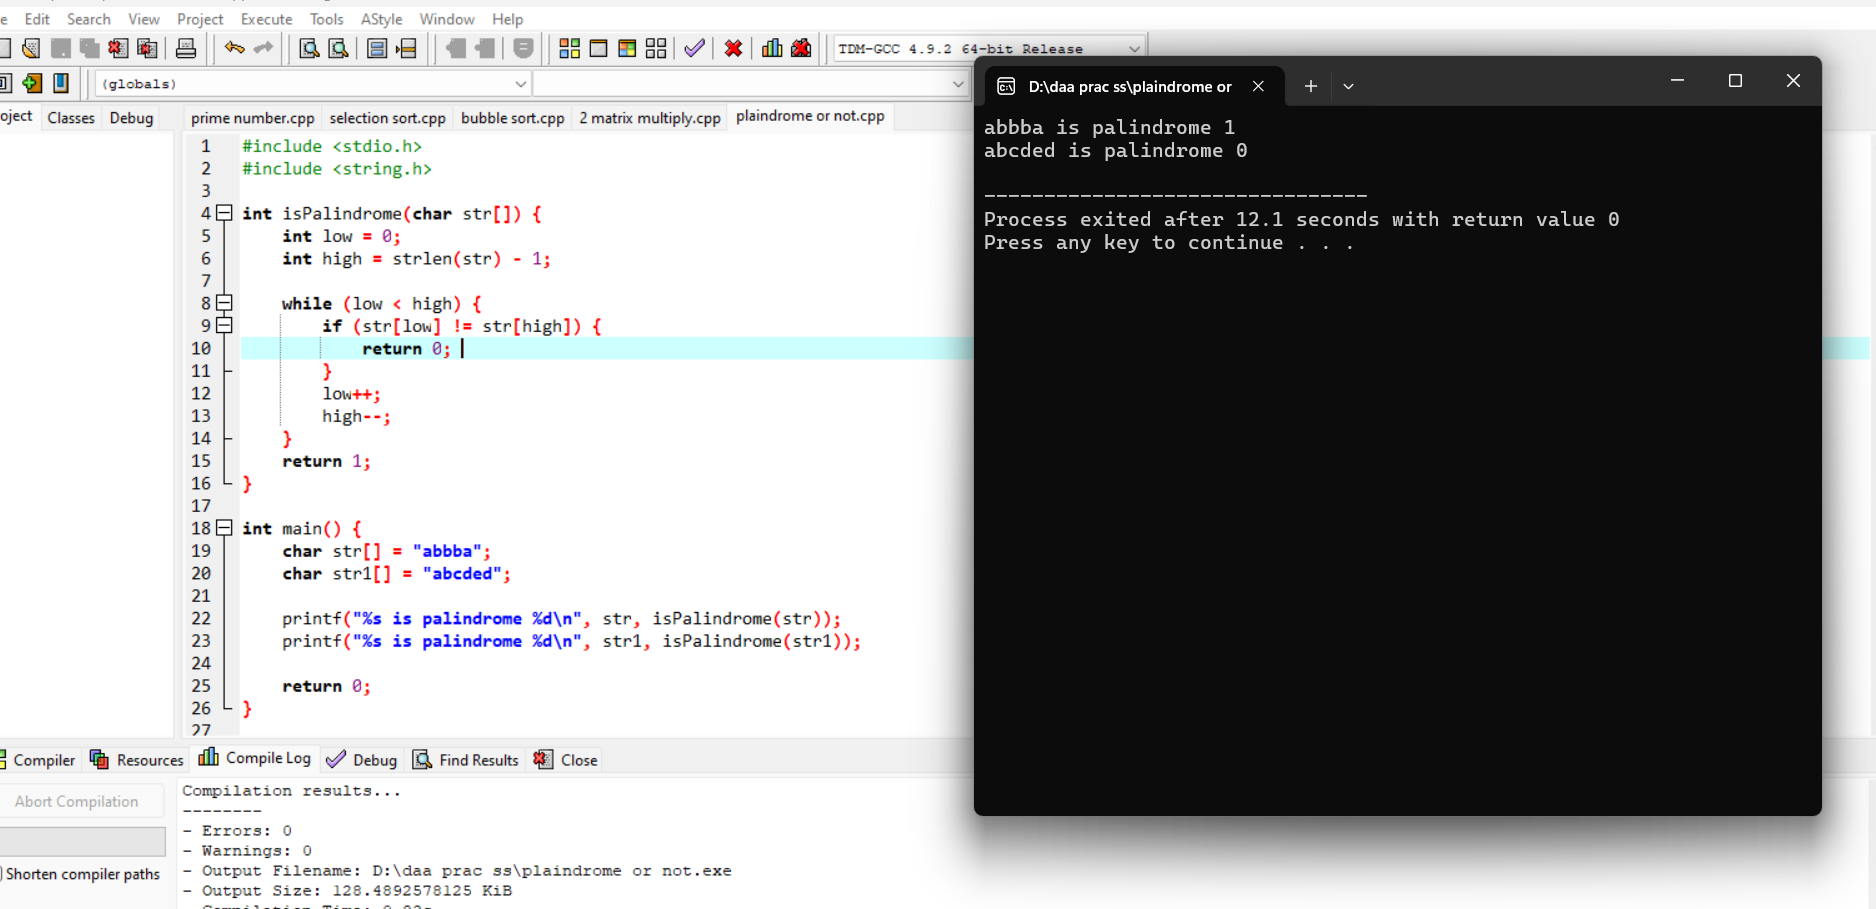 e Edit Search View Project Execute Tools AStyle Window Help
TDM-GCC 4.9.2 64-bit Release
(globals)
oject Classes Debug
prime number.cpp selection sort.cpp bubble sort.cpp 2 matrix multiply.cpp plaindrome or not.cpp
1 #include <stdio.h>
2 #include <string.h>
3
4 int isPalindrome(char str[]) {
5 int low = 0;
6 int high = strlen(str) - 1;
7
8 while (low < high) {
9 if (str[low] != str[high]) {
10 return 0;
11 }
12 low++;
13 high--;
14 }
15 return 1;
16 }
17
18 int main() {
19 char str[] = "abbba";
20 char str1[] = "abcded";
21
22 printf("%s is palindrome %d\n", str, isPalindrome(str));
23 printf("%s is palindrome %d\n", str1, isPalindrome(str1));
24
25 return 0;
26 }
27
D:\daa prac ss\plaindrome or
abbba is palindrome 1
abcded is palindrome 0
--------------------------------
Process exited after 12.1 seconds with return value 0
Press any key to continue . . .
Compiler Resources Compile Log Debug Find Results Close
Abort Compilation
Shorten compiler paths
Compilation results...
--------
- Errors: 0
- Warnings: 0
- Output Filename: D:\daa prac ss\plaindrome or not.exe
- Output Size: 128.4892578125 KiB